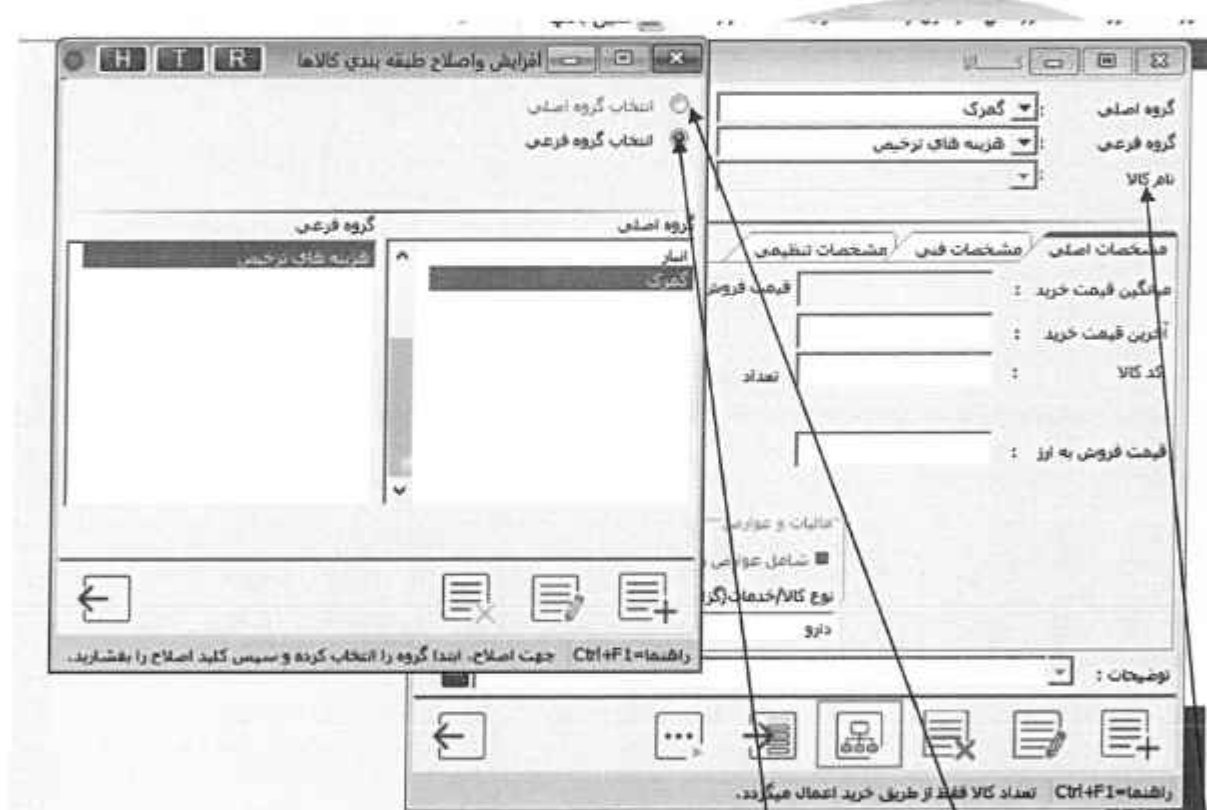 افزایش واصلاح طبقه بندي کالاها
H T R
انتخاب گروه اصلی
انتخاب گروه فرعی
گروه اصلی
گروه فرعی
انبار
گمرک
هزینه های ترخیص
راهنما=Ctrl+F1 جهت اصلاح، ابتدا گروه را انتخاب کرده و سپس کلید اصلاح را بفشارید.
کــــالا
گروه اصلی : گمرک
گروه فرعی : هزینه های ترخیص
نام کالا :
مشخصات اصلی
مشخصات فنی
مشخصات تنظیمی
میانگین قیمت خرید :
قیمت فروش
آخرین قیمت خرید :
کد کالا :
تعداد
قیمت فروش به ارز :
مالیات و عوارض
شامل عوارض
نوع کالا/خدمات
دارو
توضیحات :
راهنما=Ctrl+F1 تعداد کالا فقط از طریق خرید اعمال میگردد.